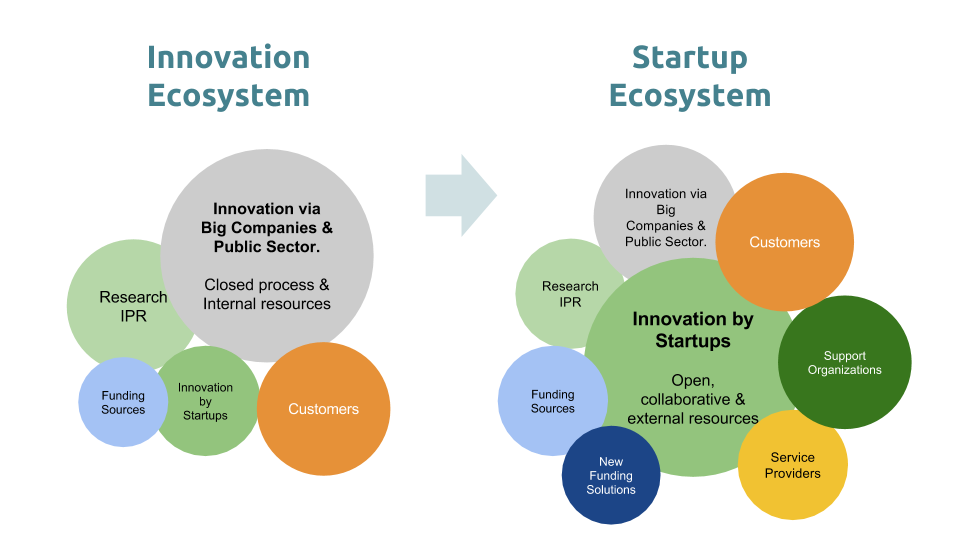 Innovation
Ecosystem
Innovation via
Big Companies &
Public Sector.
Closed process &
Internal resources
Research
IPR
Funding
Sources
Innovation
by
Startups
Customers
Startup
Ecosystem
Innovation via
Big
Companies &
Public Sector.
Customers
Research
IPR
Innovation by
Startups
Open,
collaborative &
external resources
Support
Organizations
Funding
Sources
New
Funding
Solutions
Service
Providers